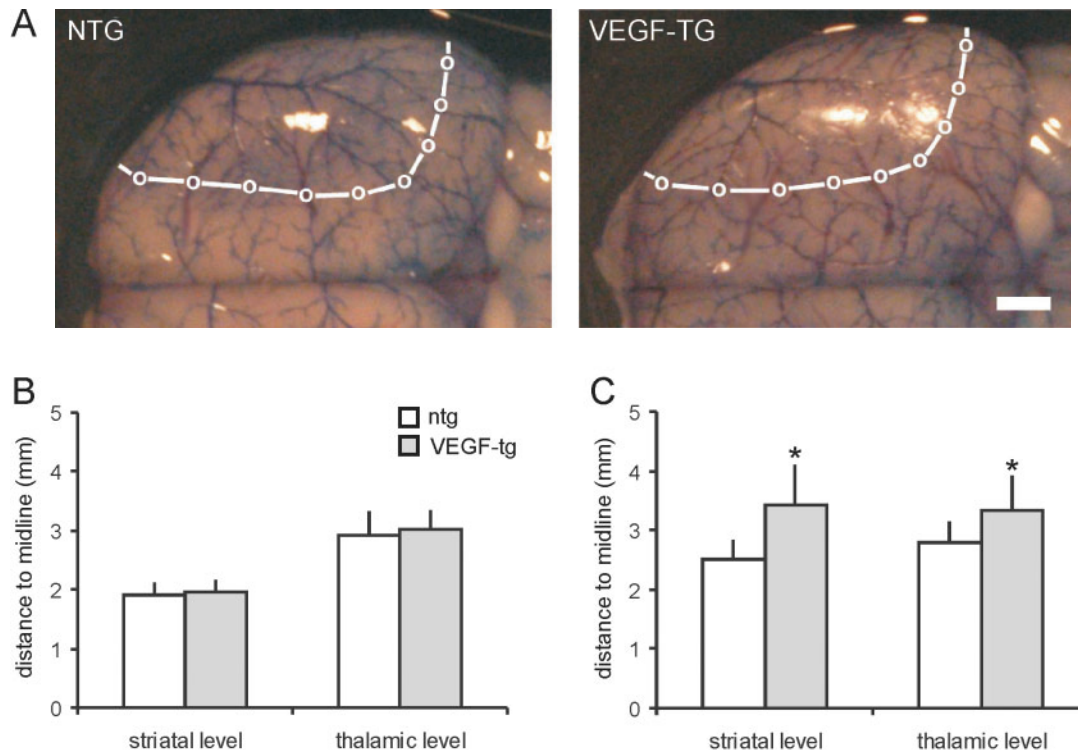 A
NTG
VEGF-TG
B
distance to midline (mm)
5
4
3
2
1
0
striatal level
thalamic level
ntg
VEGF-tg
C
distance to midline (mm)
5
4
3
2
1
0
*
*
striatal level
thalamic level